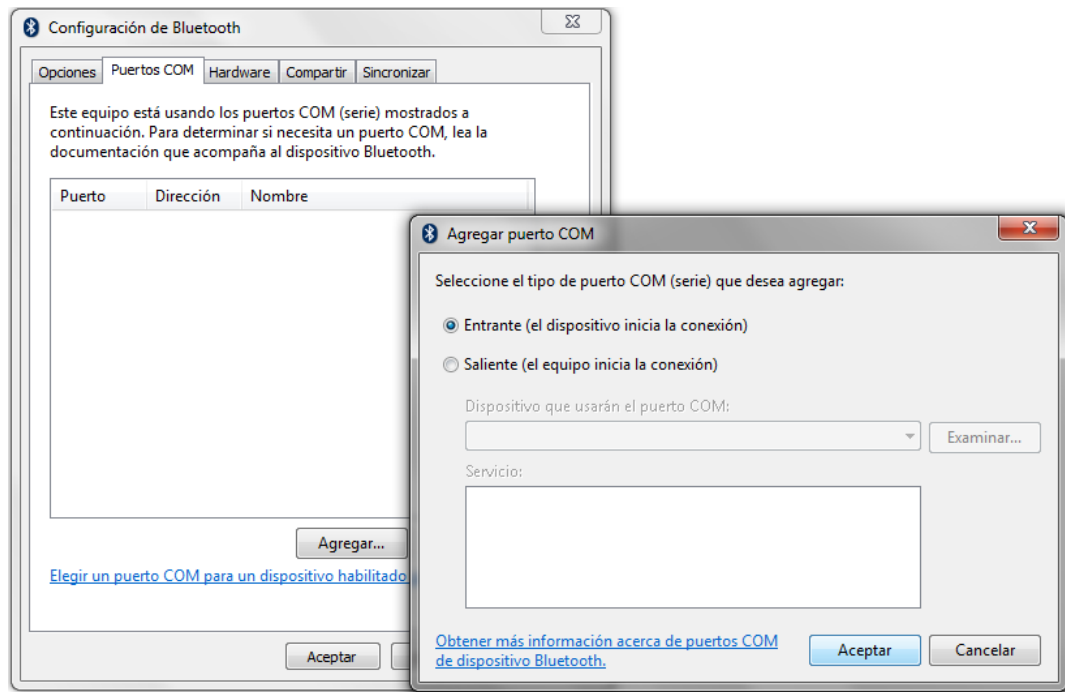 Configuración de Bluetooth
Opciones Puertos COM Hardware Compartir Sincronizar
Este equipo está usando los puertos COM (serie) mostrados a
continuación. Para determinar si necesita un puerto COM, lea la
documentación que acompaña al dispositivo Bluetooth.
Puerto Dirección Nombre
Agregar...
Elegir un puerto COM para un dispositivo habilitado
Aceptar
Agregar puerto COM
Seleccione el tipo de puerto COM (serie) que desea agregar:
Entrante (el dispositivo inicia la conexión)
Saliente (el equipo inicia la conexión)
Dispositivo que usarán el puerto COM:
Examinar...
Servicio:
Obtener más información acerca de puertos COM
de dispositivo Bluetooth.
Aceptar Cancelar